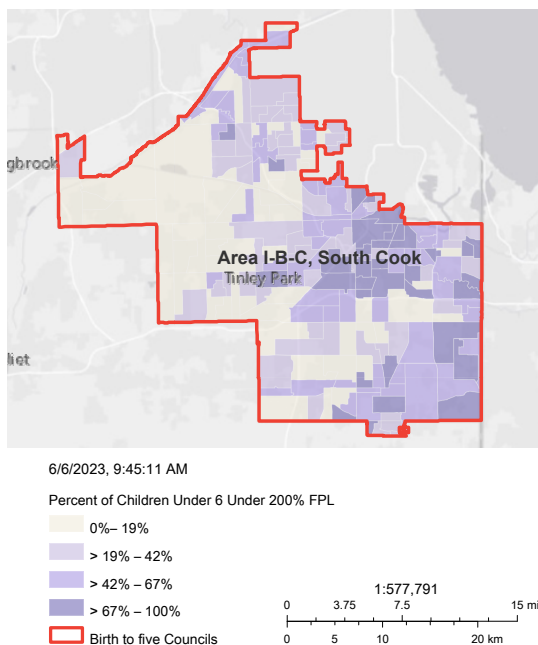 gbrook
Area I-B-C, South Cook
Tinley Park
liet
6/6/2023, 9:45:11 AM
Percent of Children Under 6 Under 200% FPL
0%– 19%
> 19% – 42%
> 42% – 67%
> 67% – 100%
Birth to five Councils
1:577,791
0 3.75 7.5 15 mi
0 5 10 20 km